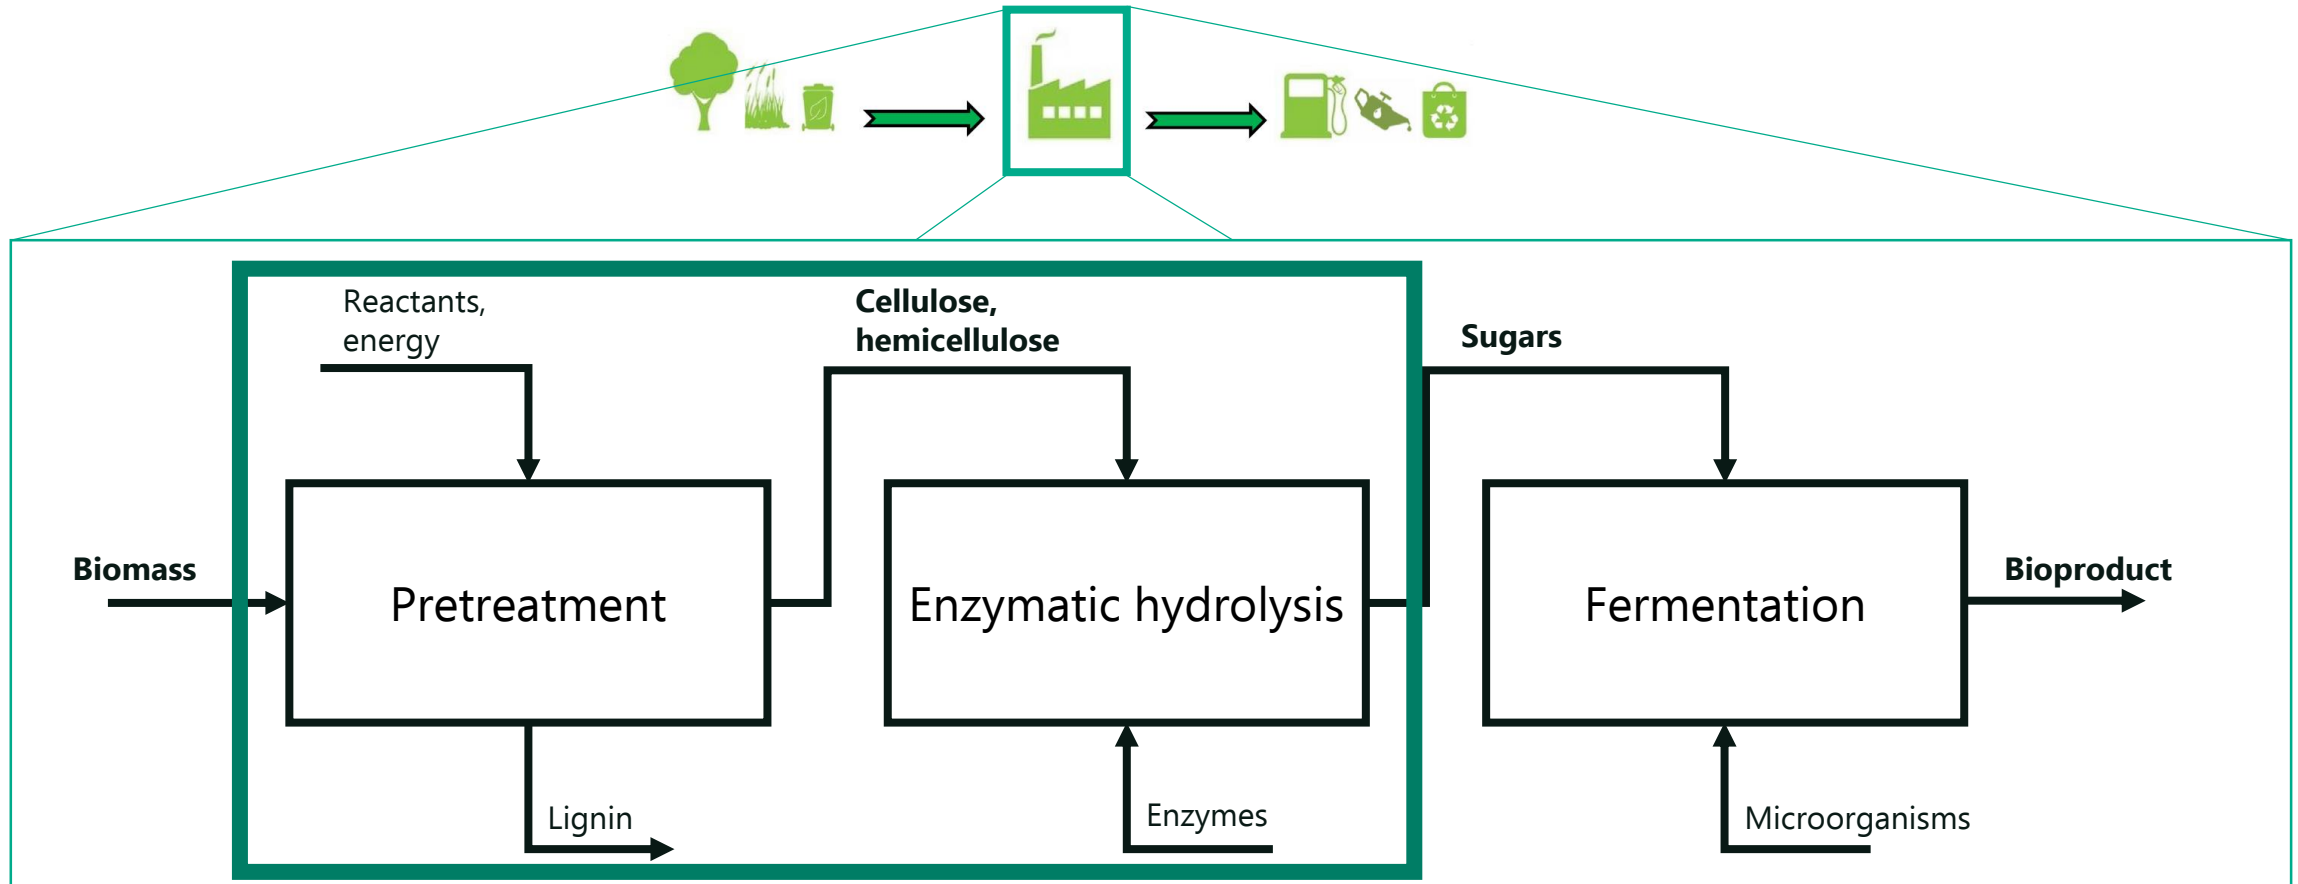 Reactants,
energy
Cellulose,
hemicellulose
Sugars
Biomass
Pretreatment
Enzymatic hydrolysis
Fermentation
Bioproduct
Lignin
Enzymes
Microorganisms